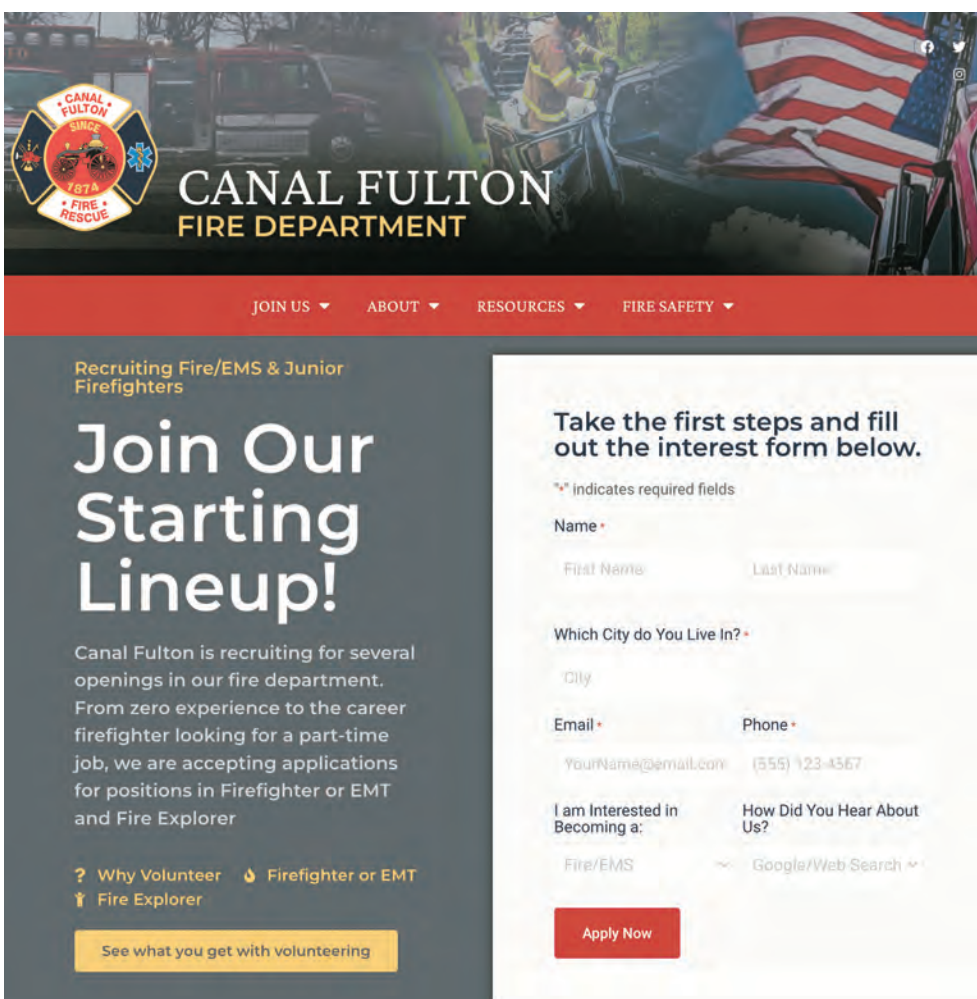 CANAL
FULTON
SINCE
1874
FIRE
RESCUE
CANAL FULTON
FIRE DEPARTMENT
JOIN US
ABOUT
RESOURCES
FIRE SAFETY
Recruiting Fire/EMS & Junior
Firefighters
Join Our
Starting
Lineup!
Canal Fulton is recruiting for several
openings in our fire department.
From zero experience to the career
firefighter looking for a part-time
job, we are accepting applications
for positions in Firefighter or EMT
and Fire Explorer
? Why Volunteer Firefighter or EMT
Fire Explorer
See what you get with volunteering
Take the first steps and fill
out the interest form below.
"*" indicates required fields
Name *
First Name Last Name
Which City do You Live In? *
City
Email * Phone *
YourName@email.com (555) 123-4567
I am Interested in
Becoming a:
How Did You Hear About
Us?
Fire/EMS Google/Web Search
Apply Now